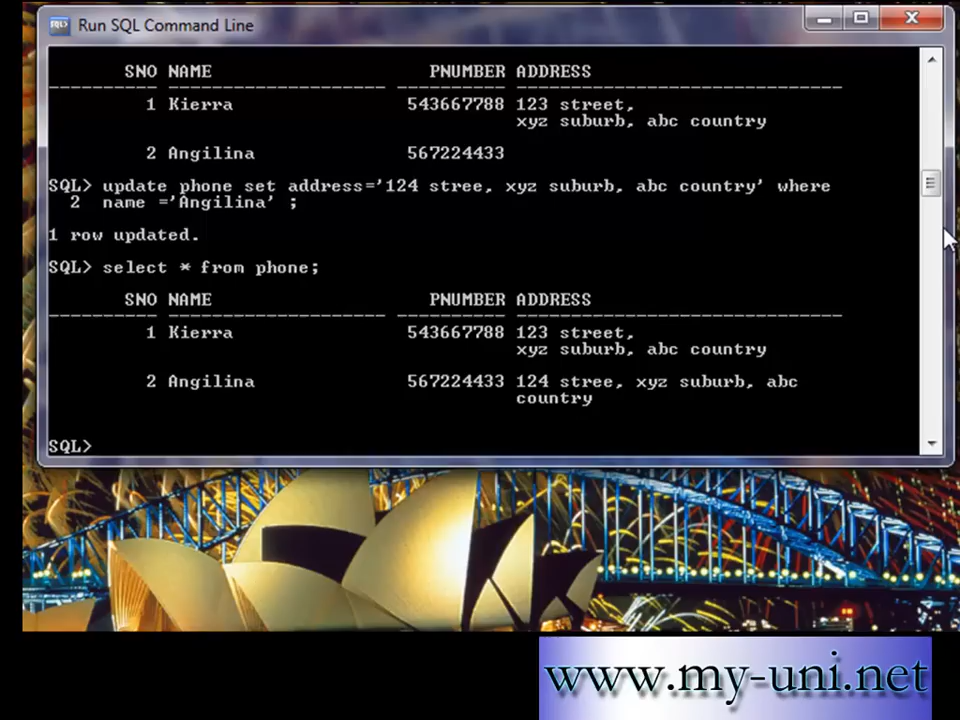 Run SQL Command Line
SNO NAME PNUMBER ADDRESS
---------- -------------------- ---------- ------------------------------
1 Kierra 543667788 123 street,
xyz suburb, abc country
2 Angilina 567224433
SQL> update phone set address='124 stree, xyz suburb, abc country' where
2 name ='Angilina' ;
1 row updated.
SQL> select * from phone;
SNO NAME PNUMBER ADDRESS
---------- -------------------- ---------- ------------------------------
1 Kierra 543667788 123 street,
xyz suburb, abc country
2 Angilina 567224433 124 stree, xyz suburb, abc
country
SQL>
www.my-uni.net